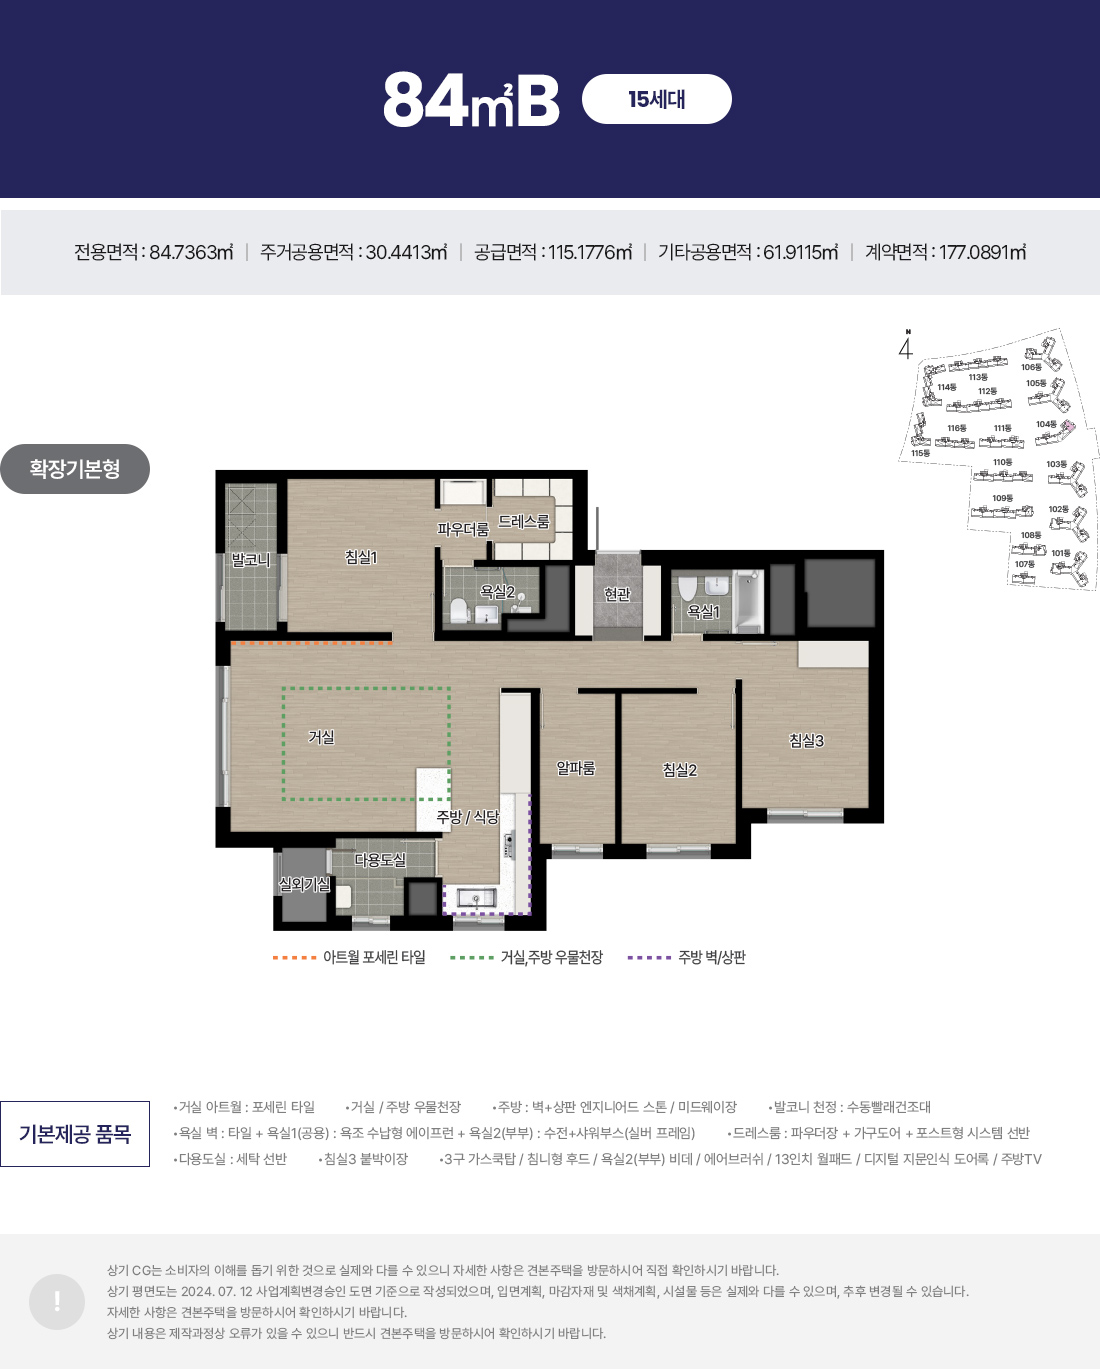 84㎡B 15세대
전용면적 : 84.7363㎡ | 주거공용면적 : 30.4413㎡ | 공급면적 : 115.1776㎡ | 기타공용면적 : 61.9115㎡ | 계약면적 : 177.0891㎡
N
4
106동
113동
114동
112동
105동
116동
111동
104동
115동
110동
103동
109동
102동
108동
101동
107동
확장기본형
발코니
침실1
파우더룸
드레스룸
욕실2
현관
욕실1
거실
알파룸
침실2
침실3
주방 / 식당
다용도실
실외기실
아트월 포세린 타일
거실,주방 우물천장
주방 벽/상판
기본제공 품목
•거실 아트월 : 포세린 타일 •거실 / 주방 우물천장 •주방 : 벽+상판 엔지니어드 스톤 / 미드웨이장 •발코니 천정 : 수동빨래건조대
•욕실 벽 : 타일 + 욕실1(공용) : 욕조 수납형 에이프런 + 욕실2(부부) : 수전+샤워부스(실버 프레임) •드레스룸 : 파우더장 + 가구도어 + 포스트형 시스템 선반
•다용도실 : 세탁 선반 •침실3 붙박이장 •3구 가스쿡탑 / 침니형 후드 / 욕실2(부부) 비데 / 에어브러쉬 / 13인치 월패드 / 디지털 지문인식 도어록 / 주방TV
!
상기 CG는 소비자의 이해를 돕기 위한 것으로 실제와 다를 수 있으니 자세한 사항은 견본주택을 방문하시어 직접 확인하시기 바랍니다.
상기 평면도는 2024. 07. 12 사업계획변경승인 도면 기준으로 작성되었으며, 입면계획, 마감자재 및 색채계획, 시설물 등은 실제와 다를 수 있으며, 추후 변경될 수 있습니다.
자세한 사항은 견본주택을 방문하시어 확인하시기 바랍니다.
상기 내용은 제작과정상 오류가 있을 수 있으니 반드시 견본주택을 방문하시어 확인하시기 바랍니다.